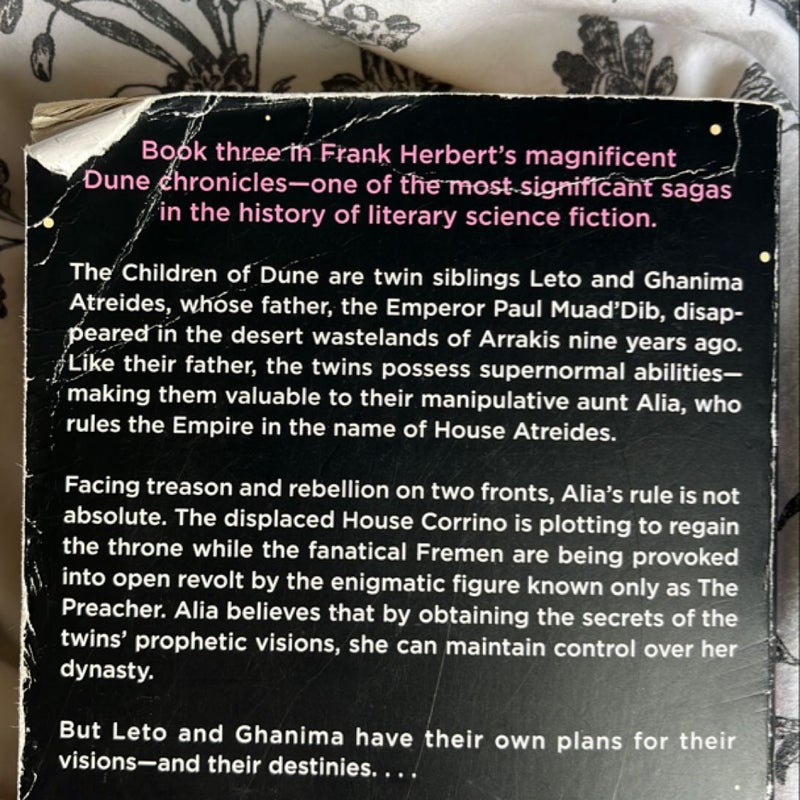 Book three in Frank Herbert's magnificent
Dune chronicles—one of the most significant sagas
in the history of literary science fiction.
The Children of Dune are twin siblings Leto and Ghanima
Atreides, whose father, the Emperor Paul Muad'Dib, disap-
peared in the desert wastelands of Arrakis nine years ago.
Like their father, the twins possess supernormal abilities—
making them valuable to their manipulative aunt Alia, who
rules the Empire in the name of House Atreides.
Facing treason and rebellion on two fronts, Alia's rule is not
absolute. The displaced House Corrino is plotting to regain
the throne while the fanatical Fremen are being provoked
into open revolt by the enigmatic figure known only as The
Preacher. Alia believes that by obtaining the secrets of the
twins' prophetic visions, she can maintain control over her
dynasty.
But Leto and Ghanima have their own plans for their
visions—and their destinies. . . .